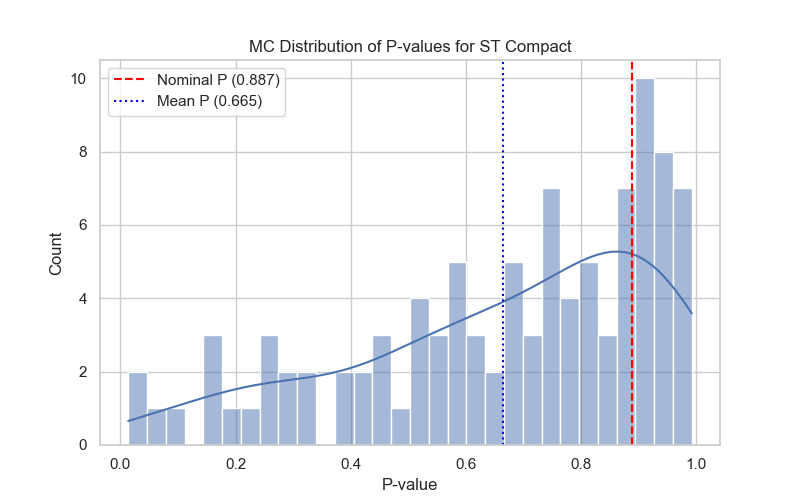 MC Distribution of P-values for ST Compact
Nominal P (0.887)
Mean P (0.665)
Count
10
8
6
4
2
0
0.0 0.2 0.4 0.6 0.8 1.0
P-value